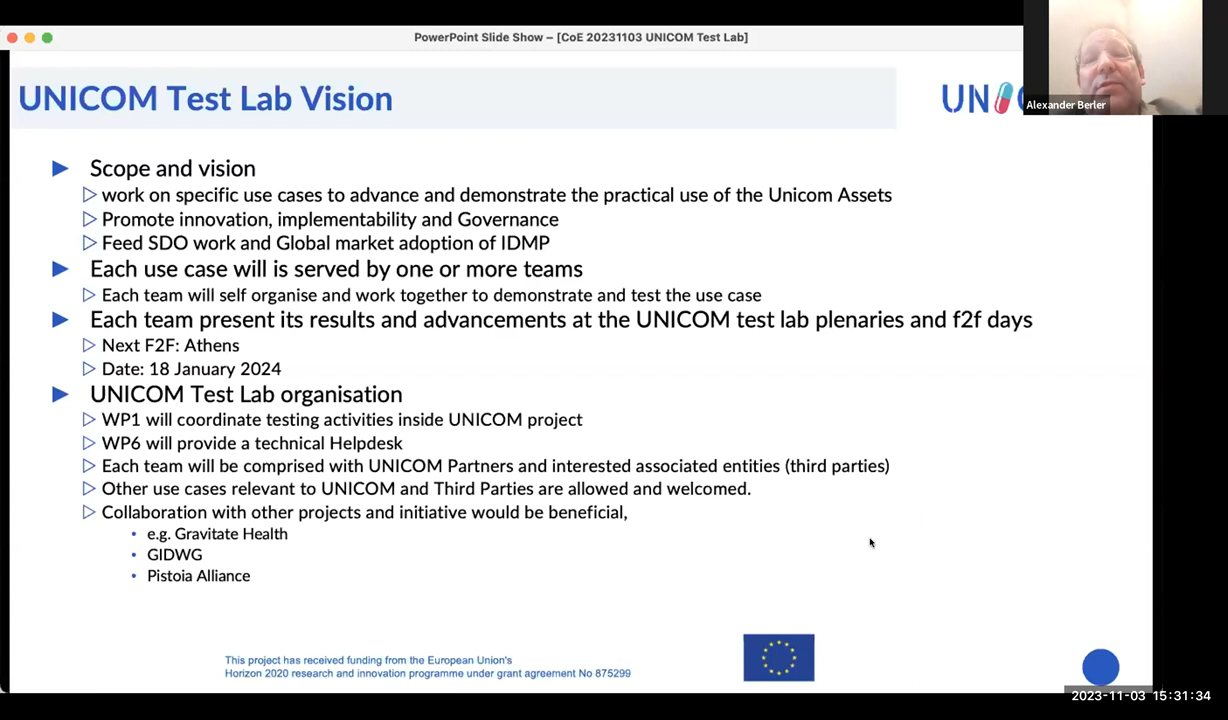 PowerPoint Slide Show – [CoE 20231103 UNICOM Test Lab]
UNICOM Test Lab Vision
UN
Alexander Berler
Scope and vision
work on specific use cases to advance and demonstrate the practical use of the Unicom Assets
Promote innovation, implementability and Governance
Feed SDO work and Global market adoption of IDMP
Each use case will is served by one or more teams
Each team will self organise and work together to demonstrate and test the use case
Each team present its results and advancements at the UNICOM test lab plenaries and f2f days
Next F2F: Athens
Date: 18 January 2024
UNICOM Test Lab organisation
WP1 will coordinate testing activities inside UNICOM project
WP6 will provide a technical Helpdesk
Each team will be comprised with UNICOM Partners and interested associated entities (third parties)
Other use cases relevant to UNICOM and Third Parties are allowed and welcomed.
Collaboration with other projects and initiative would be beneficial,
• e.g. Gravitate Health
• GIDWG
• Pistoia Alliance
This project has received funding from the European Union's
Horizon 2020 research and innovation programme under grant agreement No 875299
2023-11-03 15:31:34